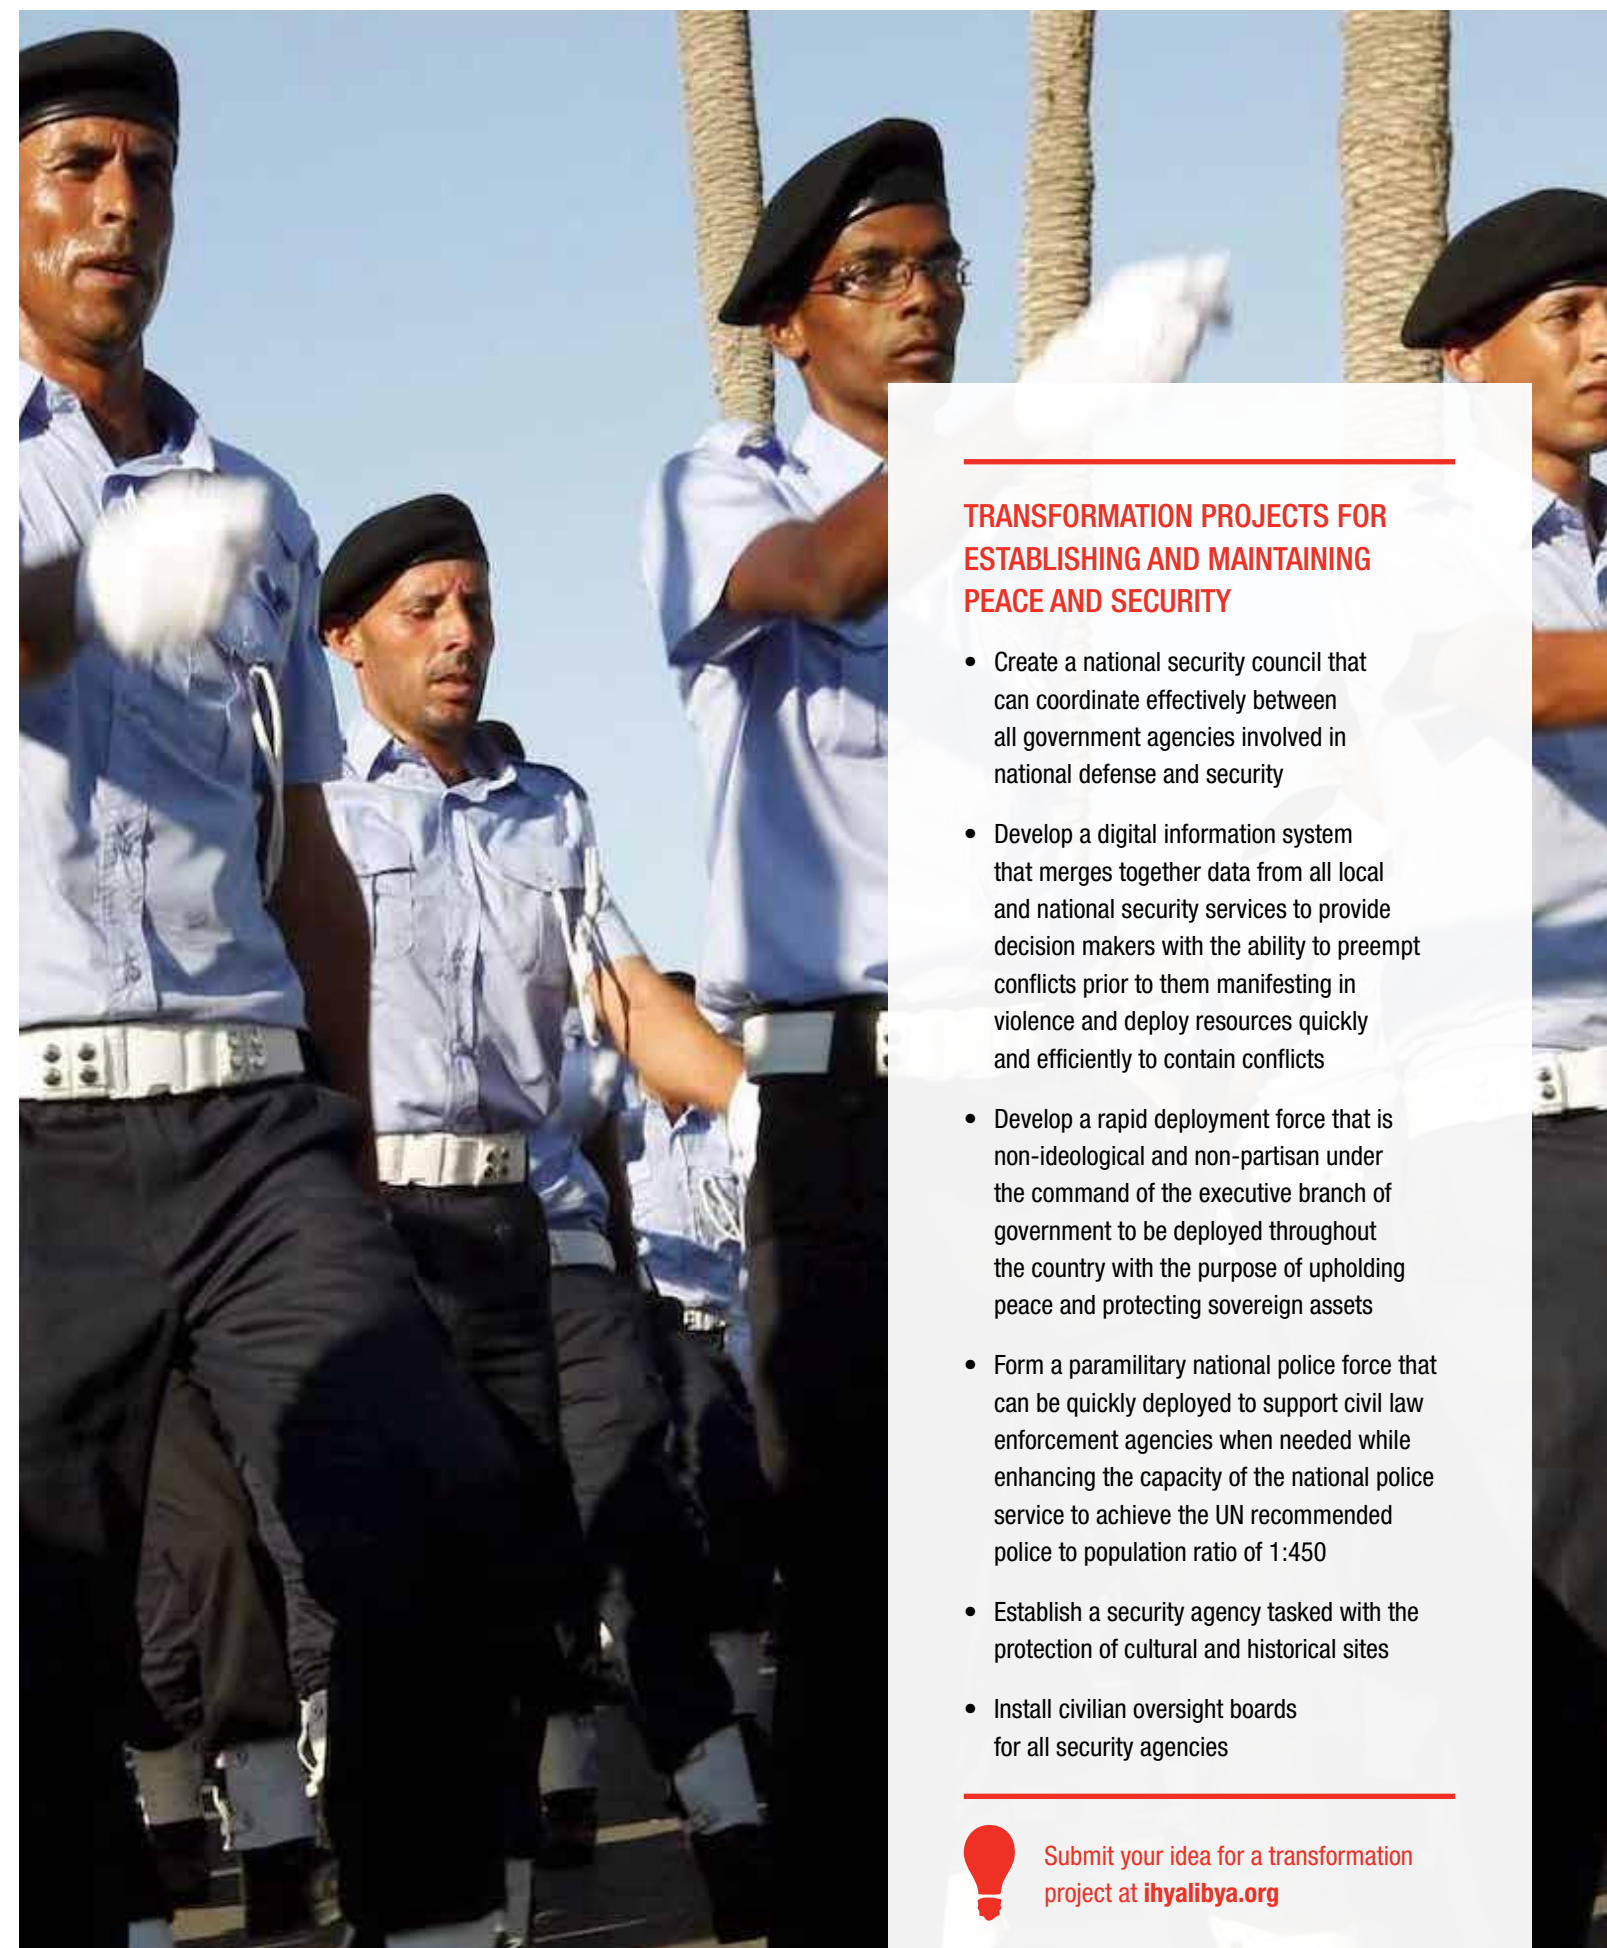 TRANSFORMATION PROJECTS FOR
ESTABLISHING AND MAINTAINING
PEACE AND SECURITY
• Create a national security council that
can coordinate effectively between
all government agencies involved in
national defense and security
• Develop a digital information system
that merges together data from all local
and national security services to provide
decision makers with the ability to preempt
conflicts prior to them manifesting in
violence and deploy resources quickly
and efficiently to contain conflicts
• Develop a rapid deployment force that is
non-ideological and non-partisan under
the command of the executive branch of
government to be deployed throughout
the country with the purpose of upholding
peace and protecting sovereign assets
• Form a paramilitary national police force that
can be quickly deployed to support civil law
enforcement agencies when needed while
enhancing the capacity of the national police
service to achieve the UN recommended
police to population ratio of 1:450
• Establish a security agency tasked with the
protection of cultural and historical sites
• Install civilian oversight boards
for all security agencies
Submit your idea for a transformation
project at ihyalibya.org